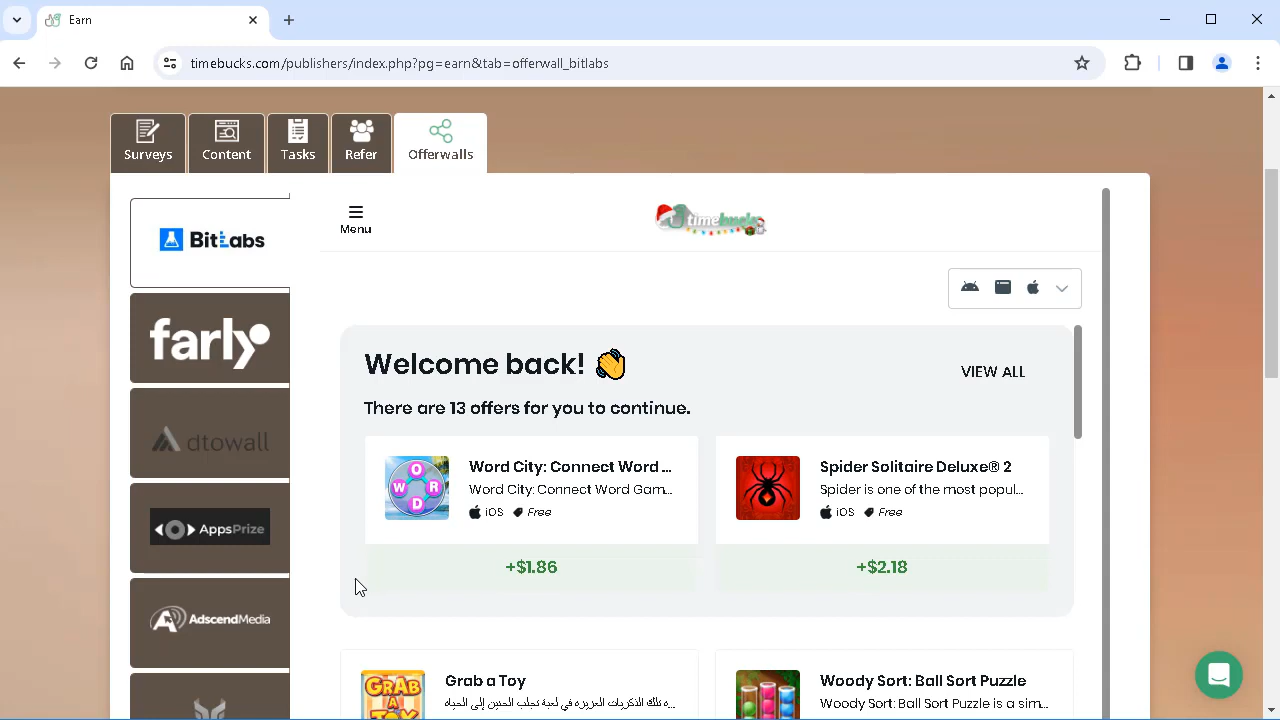 Earn
timebucks.com/publishers/index.php?pg=earn&tab=offerwall_bitlabs
Surveys
Content
Tasks
Refer
Offerwalls
BitLabs
Menu
timebucks
farly
Welcome back! 👋
VIEW ALL
There are 13 offers for you to continue.
dtowall
Word City: Connect Word ...
Word City: Connect Word Gam...
iOS Free
+$1.86
Spider Solitaire Deluxe® 2
Spider is one of the most popul...
iOS Free
+$2.18
AppsPrize
AdscendMedia
Grab a Toy
GRAB A TOY
Woody Sort: Ball Sort Puzzle
Woody Sort: Ball Sort Puzzle is a sim...